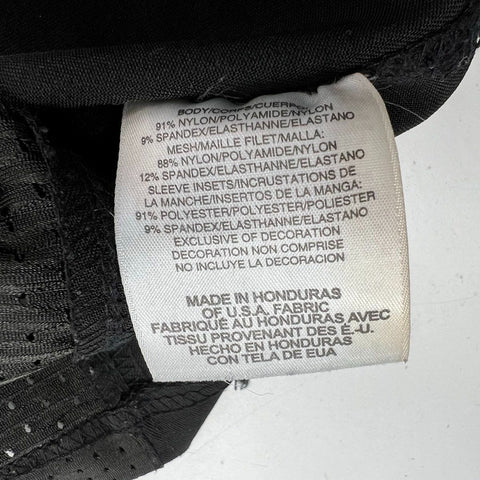 BODY/CORPS/CUERPO:
91% NYLON/POLYAMIDE/NYLON
9% SPANDEX/ELASTHANNE/ELASTANO
MESH/MAILLE FILET/MALLA:
88% NYLON/POLYAMIDE/NYLON
12% SPANDEX/ELASTHANNE/ELASTANO
SLEEVE INSETS/INCRUSTATIONS DE
LA MANCHE/INSERTOS DE LA MANGA:
91% POLYESTER/POLYESTER/POLIESTER
9% SPANDEX/ELASTHANNE/ELASTANO
EXCLUSIVE OF DECORATION
DECORATION NON COMPRISE
NO INCLUYE LA DECORACION
MADE IN HONDURAS
OF U.S.A. FABRIC
FABRIQUÉ AU HONDURAS AVEC
TISSU PROVENANT DES É.-U.
HECHO EN HONDURAS
CON TELA DE EUA